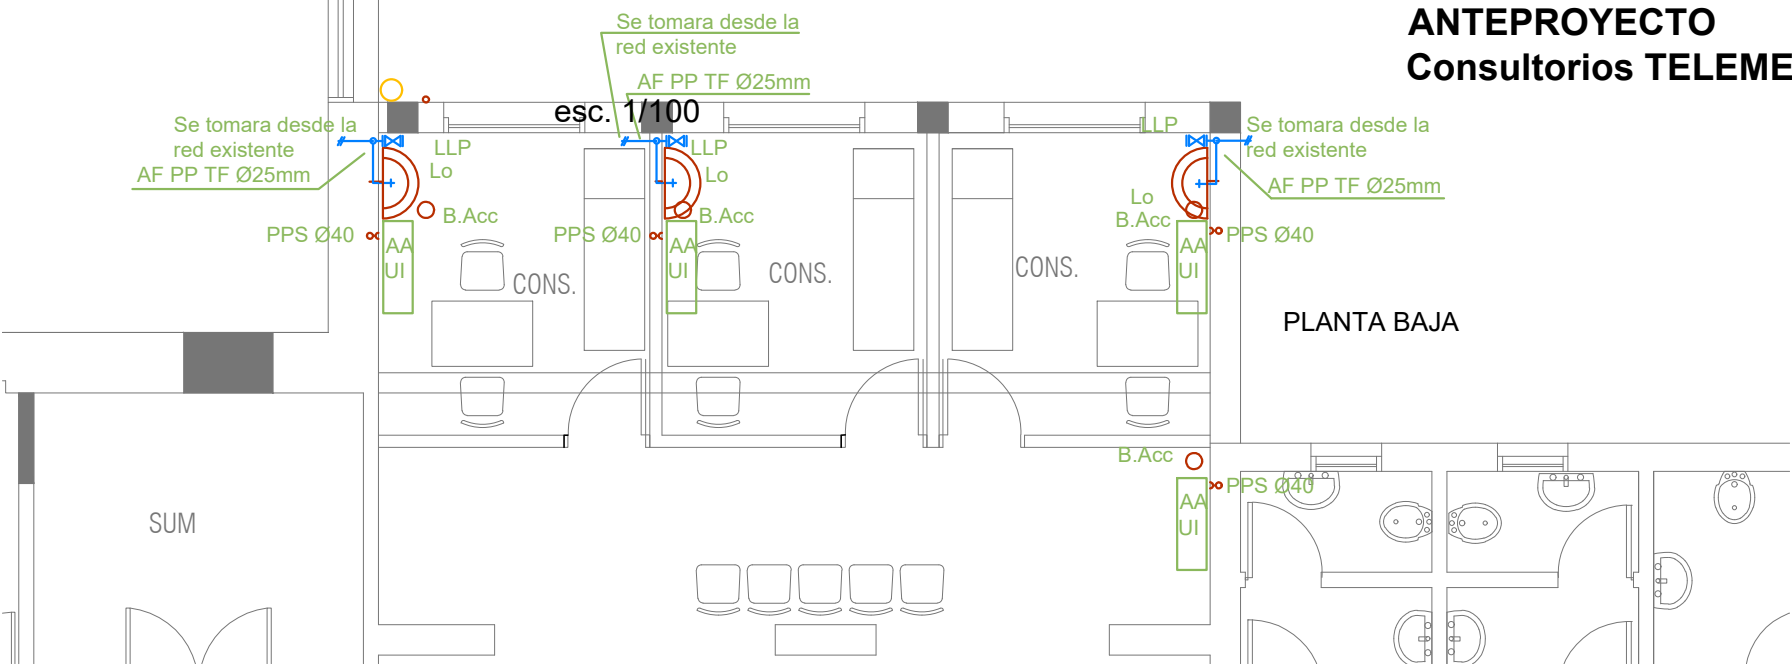 ANTEPROYECTO
Consultorios TELEME
Se tomara desde la
red existente
AF PP TF Ø25mm
esc. 1/100
Se tomara desde la
red existente
AF PP TF Ø25mm
LLP
Lo
B.Acc
PPS Ø40
AA
UI
CONS.
LLP
Lo
B.Acc
PPS Ø40
AA
UI
CONS.
LLP
Se tomara desde la
red existente
AF PP TF Ø25mm
Lo
B.Acc
PPS Ø40
AA
UI
CONS.
PLANTA BAJA
B.Acc
PPS Ø40
AA
UI
SUM